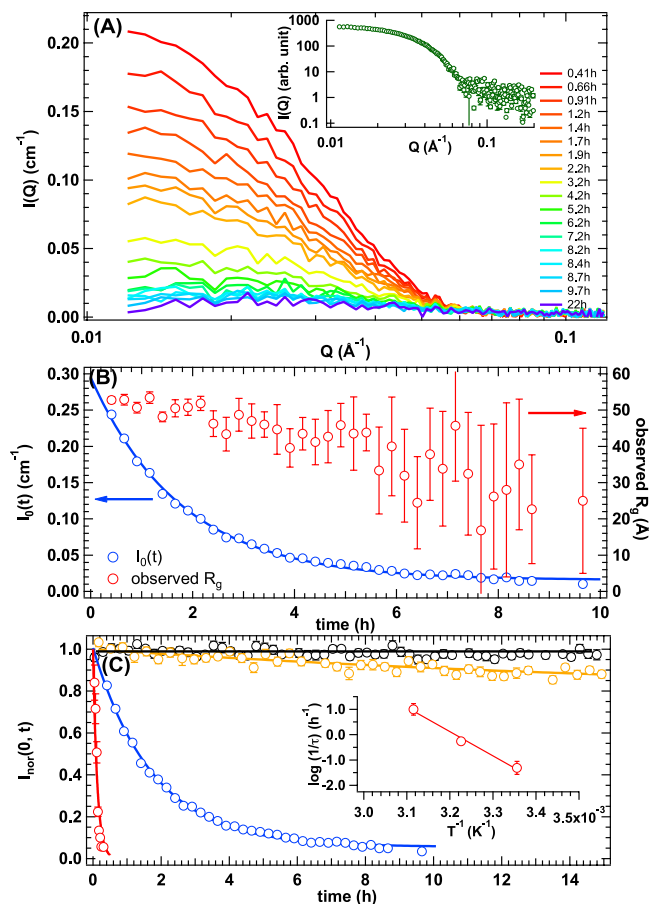 (A)
I(Q) (cm⁻¹)
0.20
0.15
0.10
0.05
0.00
0.01
0.1
Q (Å⁻¹)
I(Q) (arb. unit)
1000
100
10
1
0.1
0.01
0.1
Q (Å⁻¹)
0.41h
0.66h
0.91h
1.2h
1.4h
1.7h
1.9h
2.2h
3.2h
4.2h
5.2h
6.2h
7.2h
8.2h
8.4h
8.7h
9.7h
22h
(B)
I₀(t) (cm⁻¹)
0.30
0.25
0.20
0.15
0.10
0.05
0.00
I₀(t)
observed Rg
60
50
40
30
20
10
0
observed Rg (Å)
0 2 4 6 8 10
time (h)
(C)
Inor(0, t)
1.0
0.8
0.6
0.4
0.2
0.0
0 2 4 6 8 10 12 14
time (h)
log (1/τ) (h⁻¹)
1.0
0.0
-1.0
-2.0
3.0 3.1 3.2 3.3 3.4 3.5x10⁻³
T⁻¹ (K⁻¹)